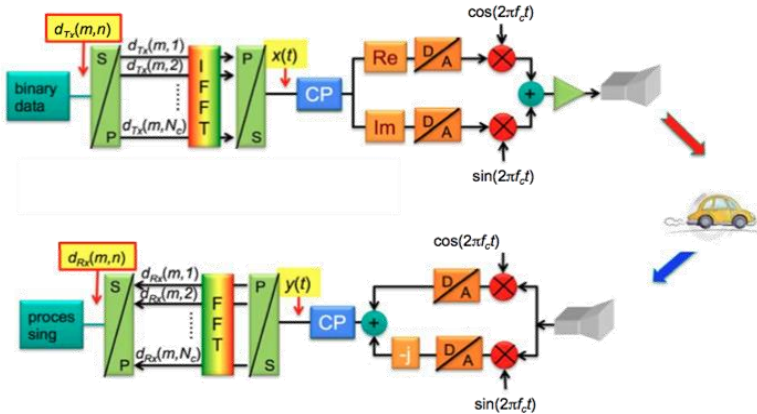 cos(2πf_ct)
d_Tx(m,n)
d_Tx(m,1)
d_Tx(m,2)
d_Tx(m,N_c)
binary
data
S
P
I
F
F
T
P
S
x(t)
CP
Re
Im
D
A
D
A
+
sin(2πf_ct)
cos(2πf_ct)
d_Rx(m,n)
d_Rx(m,1)
d_Rx(m,2)
d_Rx(m,N_c)
proces
sing
S
P
F
F
T
P
S
y(t)
CP
+
-j
D
A
D
A
sin(2πf_ct)